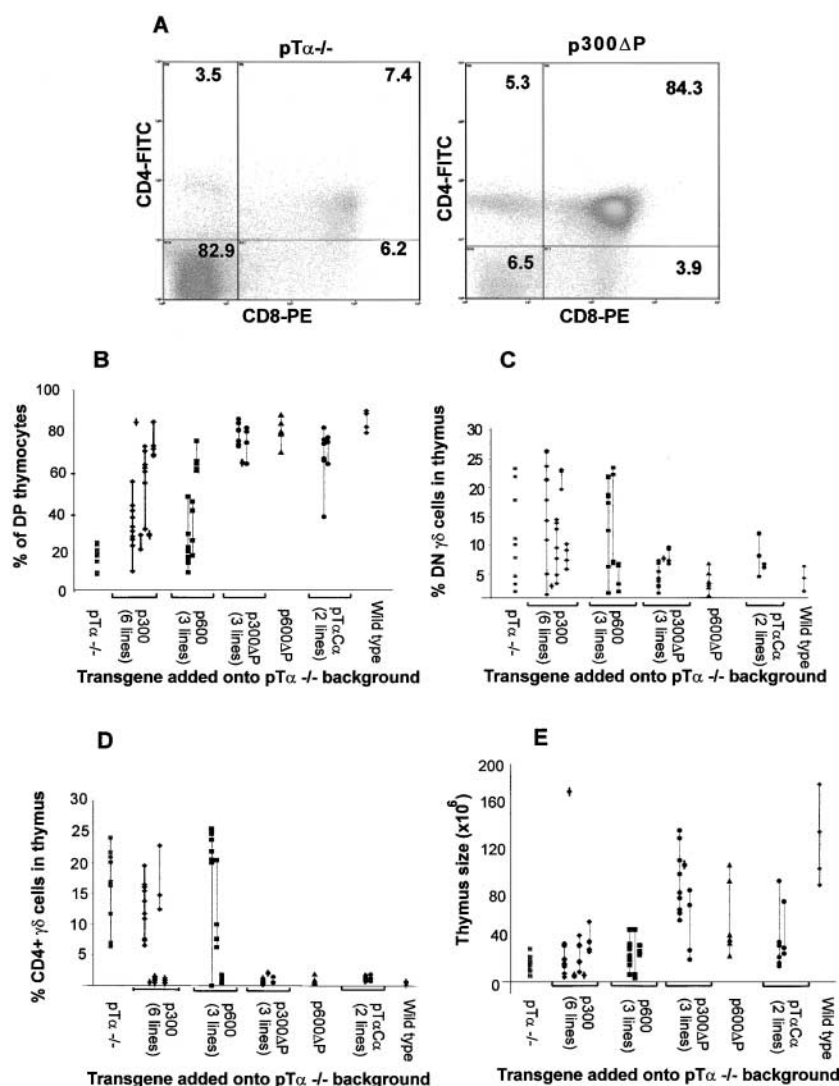 A
pTα-/-
p300ΔP
3.5
7.4
82.9
6.2
CD4-FITC
CD8-PE
5.3
84.3
6.5
3.9
CD4-FITC
CD8-PE
B
% of DP thymocytes
100
80
60
40
20
0
pTα -/-
p300
(6 lines)
p600
(3 lines)
p300ΔP
(3 lines)
p600ΔP
pTαCα
(2 lines)
Wild type
Transgene added onto pTα -/- background
C
% DN γδ cells in thymus
30
25
20
15
10
5
pTα -/-
p300
(6 lines)
p600
(3 lines)
p300ΔP
(3 lines)
p600ΔP
pTαCα
(2 lines)
Wild type
Transgene added onto pTα -/- background
D
% CD4+ γδ cells in thymus
30
25
20
15
10
5
pTα -/-
p300
(6 lines)
p600
(3 lines)
p300ΔP
(3 lines)
p600ΔP
pTαCα
(2 lines)
Wild type
Transgene added onto pTα -/- background
E
Thymus size (x10⁶)
200
160
120
80
40
0
pTα -/-
p300
(6 lines)
p600
(3 lines)
p300ΔP
(3 lines)
p600ΔP
pTαCα
(2 lines)
Wild type
Transgene added onto pTα -/- background